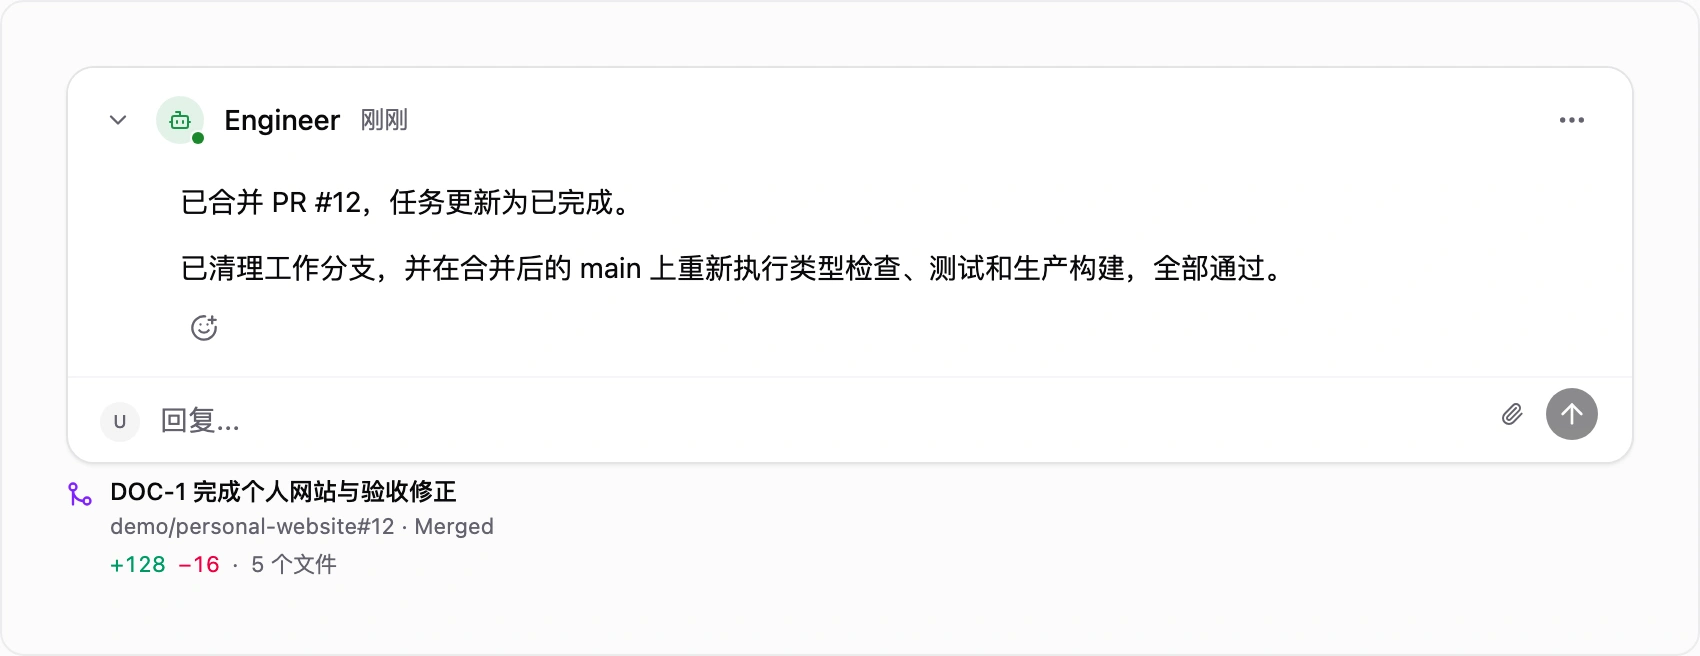 Engineer 刚刚
已合并 PR #12，任务更新为已完成。
已清理工作分支，并在合并后的 main 上重新执行类型检查、测试和生产构建，全部通过。
U 回复...
DOC-1 完成个人网站与验收修正
demo/personal-website#12 · Merged
+128 −16 · 5 个文件